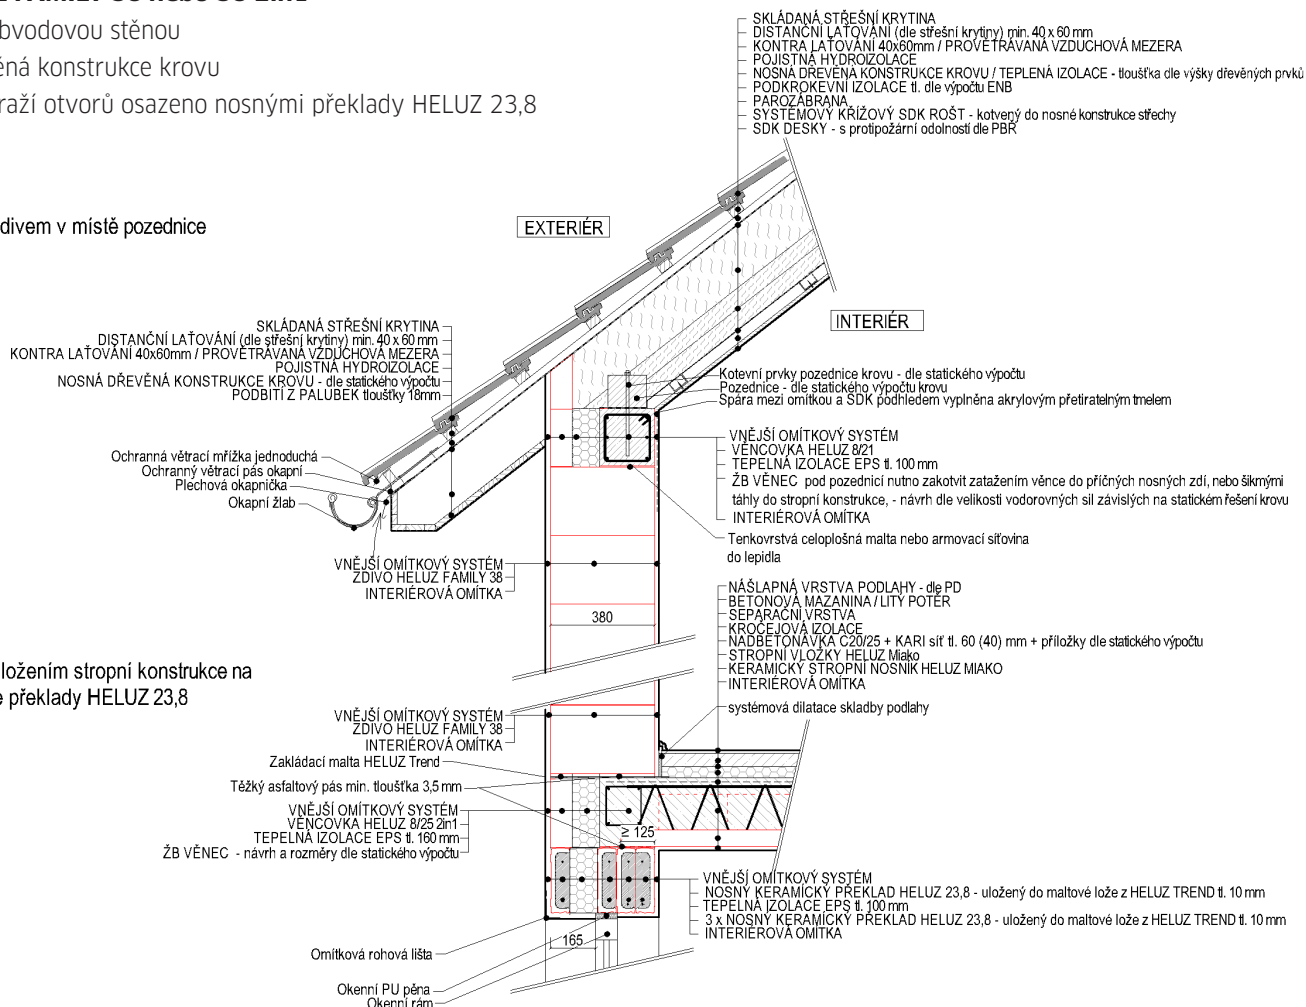 bvodovou stěnou
ěná konstrukce krovu
raží otvorů osazeno nosnými překlady HELUZ 23,8
divem v místě pozednice
EXTERIÉR
SKLÁDANÁ STŘEŠNÍ KRYTINA
DISTANČNÍ LAŤOVÁNÍ (dle střešní krytiny) min. 40 x 60 mm
KONTRA LAŤOVÁNÍ 40x60mm / PROVĚTRÁVANÁ VZDUCHOVÁ MEZERA
POJISTNÁ HYDROIZOLACE
NOSNÁ DŘEVĚNÁ KONSTRUKCE KROVU / TEPLENÁ IZOLACE - tloušťka dle výšky dřevěných prvků
PODKROKEVNÍ IZOLACE tl. dle výpočtu ENB
PAROZÁBRANA
SYSTÉMOVÝ KŘÍŽOVÝ SDK ROŠT - kotvený do nosné konstrukce střechy
SDK DESKY - s protipožární odolností dle PBŘ
INTERIÉR
SKLÁDANÁ STŘEŠNÍ KRYTINA
DISTANČNÍ LAŤOVÁNÍ (dle střešní krytiny) min. 40 x 60 mm
KONTRA LAŤOVÁNÍ 40x60mm / PROVĚTRÁVANÁ VZDUCHOVÁ MEZERA
POJISTNÁ HYDROIZOLACE
NOSNÁ DŘEVĚNÁ KONSTRUKCE KROVU - dle statického výpočtu
PODBITÍ Z PALUBEK tloušťky 18mm
Kotevní prvky pozednice krovu - dle statického výpočtu
Pozednice - dle statického výpočtu krovu
Spára mezi omítkou a SDK podhledem vyplněna akrylovým přetiratelným tmelem
Ochranná větrací mřížka jednoduchá
Ochranný větrací pás okapní
Plechová okapnička
Okapní žlab
VNĚJŠÍ OMÍTKOVÝ SYSTÉM
VĚNCOVKA HELUZ 8/21
TEPELNÁ IZOLACE EPS tl. 100 mm
ŽB VĚNEC pod pozednicí nutno zakotvit zatažením věnce do příčných nosných zdí, nebo šikmými
táhly do stropní konstrukce, - návrh dle velikosti vodorovných sil závislých na statickém řešení krovu
INTERIÉROVÁ OMÍTKA
Tenkovrstvá celoplošná malta nebo armovací síťovina
do lepidla
VNĚJŠÍ OMÍTKOVÝ SYSTÉM
ZDIVO HELUZ FAMILY 38
INTERIÉROVÁ OMÍTKA
380
NÁŠLAPNÁ VRSTVA PODLAHY - dle PD
BETONOVÁ MAZANINA / LITÝ POTĚR
SEPARAČNÍ VRSTVA
KROČEJOVÁ IZOLACE
NADBETONÁVKA C20/25 + KARI síť tl. 60 (40) mm + příložky dle statického výpočtu
STROPNÍ VLOŽKY HELUZ Miako
KERAMICKÝ STROPNÍ NOSNÍK HELUZ MIAKO
INTERIÉROVÁ OMÍTKA
systémová dilatace skladby podlahy
ložením stropní konstrukce na
e překlady HELUZ 23,8
VNĚJŠÍ OMÍTKOVÝ SYSTÉM
ZDIVO HELUZ FAMILY 38
INTERIÉROVÁ OMÍTKA
Zakládací malta HELUZ Trend
Těžký asfaltový pás min. tloušťka 3,5 mm
VNĚJŠÍ OMÍTKOVÝ SYSTÉM
VĚNCOVKA HELUZ 8/25 2in1
TEPELNÁ IZOLACE EPS tl. 160 mm
ŽB VĚNEC - návrh a rozměry dle statického výpočtu
≥ 125
VNĚJŠÍ OMÍTKOVÝ SYSTÉM
NOSNÝ KERAMICKÝ PŘEKLAD HELUZ 23,8 - uložený do maltové lože z HELUZ TREND tl. 10 mm
TEPELNÁ IZOLACE EPS tl. 100 mm
3 x NOSNÝ KERAMICKÝ PŘEKLAD HELUZ 23,8 - uložený do maltové lože z HELUZ TREND tl. 10 mm
INTERIÉROVÁ OMÍTKA
165
Omítková rohová lišta
Okenní PU pěna
Okenní rám